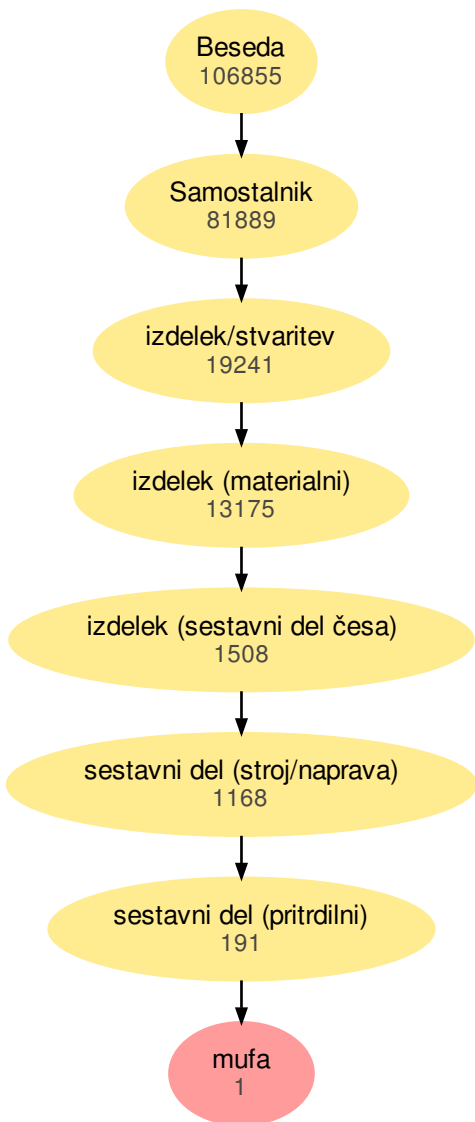 Beseda
106855
Samostalnik
81889
izdelek/stvaritev
19241
izdelek (materialni)
13175
izdelek (sestavni del česa)
1508
sestavni del (stroj/naprava)
1168
sestavni del (pritrdilni)
191
mufa
1